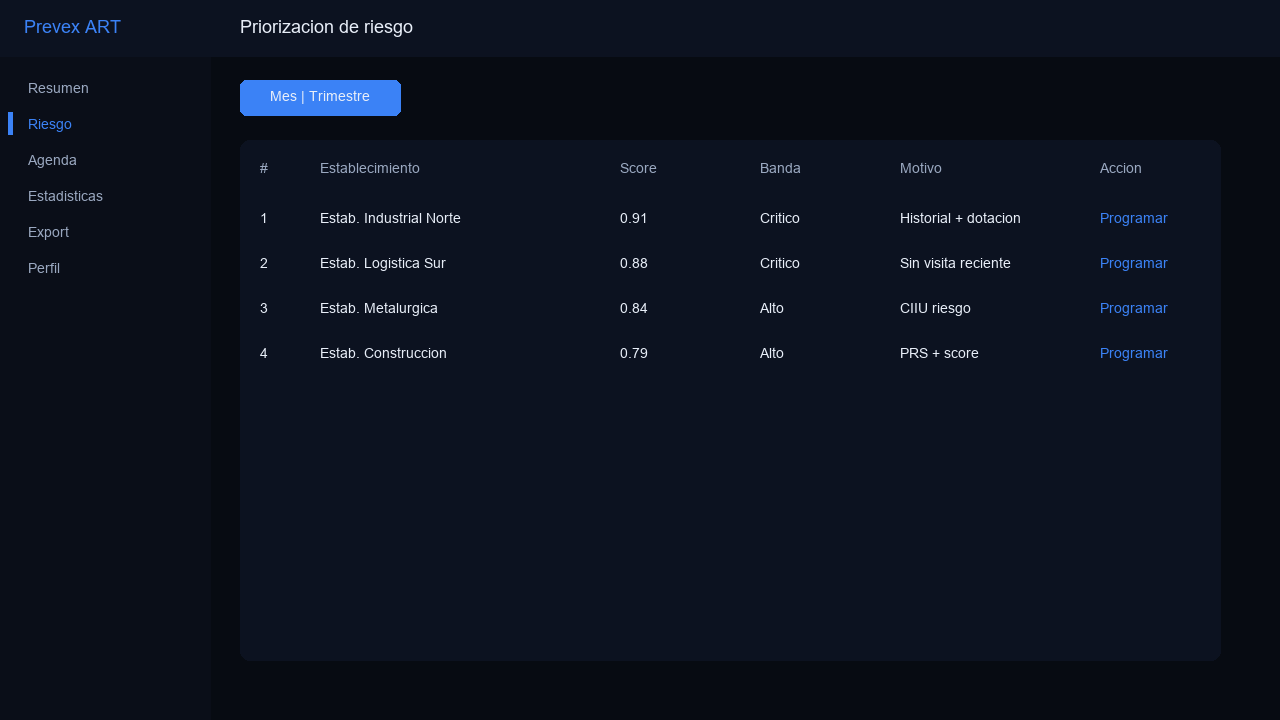 Prevex ART
Priorizacion de riesgo
Resumen
Riesgo
Agenda
Estadisticas
Export
Perfil
Mes | Trimestre
# Establecimiento Score Banda Motivo Accion
1 Estab. Industrial Norte 0.91 Critico Historial + dotacion Programar
2 Estab. Logistica Sur 0.88 Critico Sin visita reciente Programar
3 Estab. Metalurgica 0.84 Alto CIIU riesgo Programar
4 Estab. Construccion 0.79 Alto PRS + score Programar